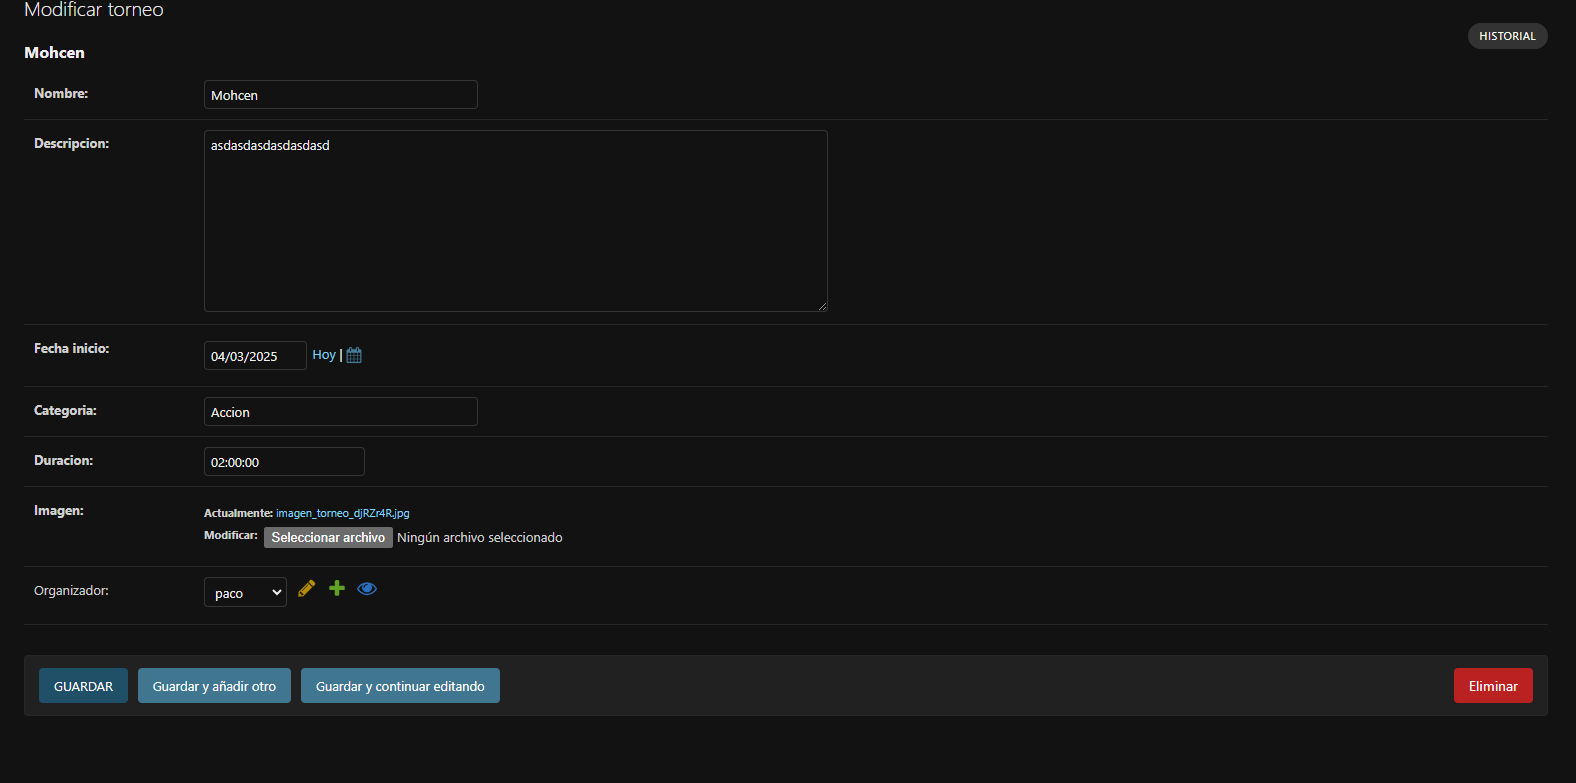 Modificar torneo
HISTORIAL
Mohcen
Nombre: Mohcen
Descripcion: asdasdasdasdasdasd
Fecha inicio: 04/03/2025 Hoy |
Categoria: Accion
Duracion: 02:00:00
Imagen: Actualmente: imagen_torneo_djRZr4R.jpg
Modificar: Seleccionar archivo Ningún archivo seleccionado
Organizador: paco
GUARDAR Guardar y añadir otro Guardar y continuar editando Eliminar